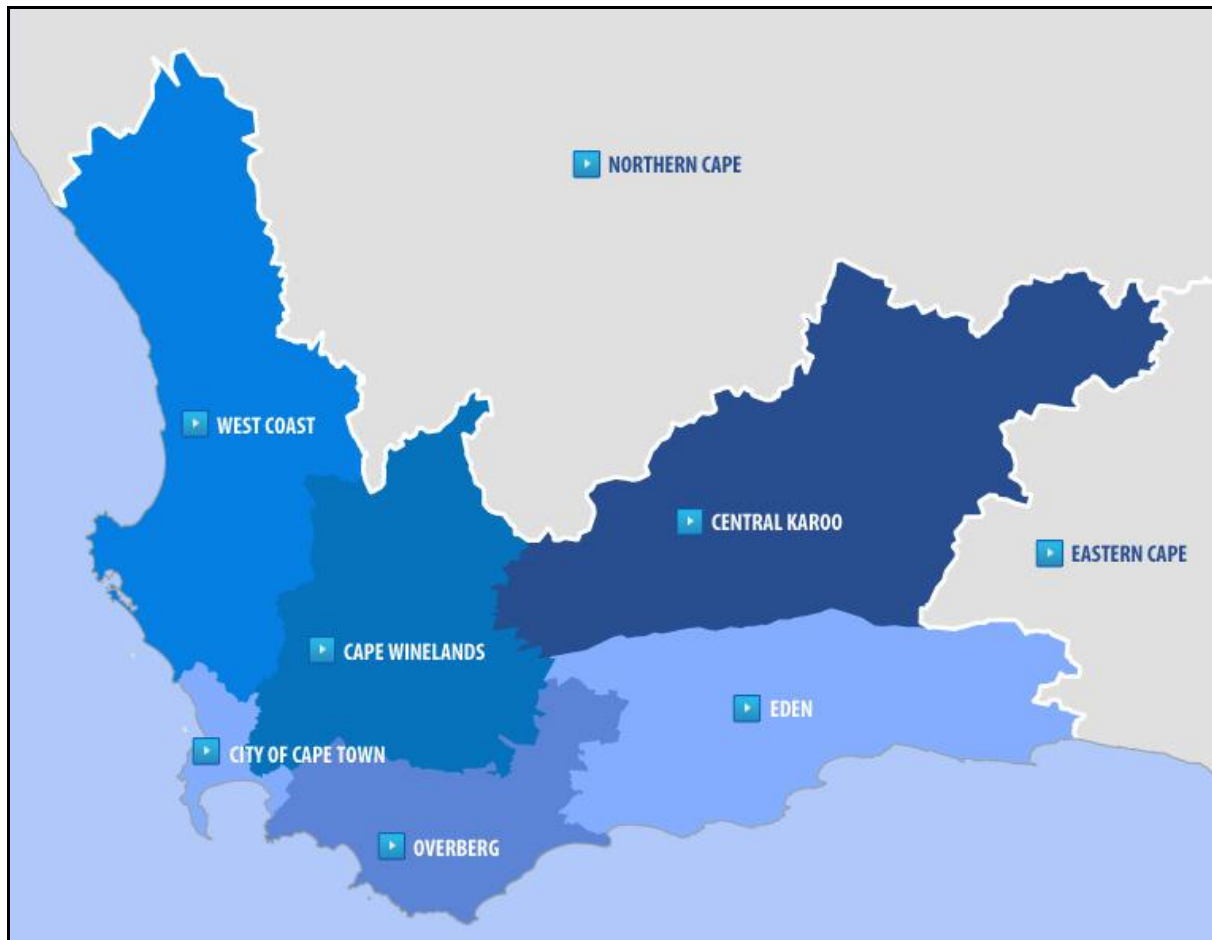 NORTHERN CAPE
WEST COAST
CENTRAL KAROO
EASTERN CAPE
CAPE WINELANDS
EDEN
CITY OF CAPE TOWN
OVERBERG